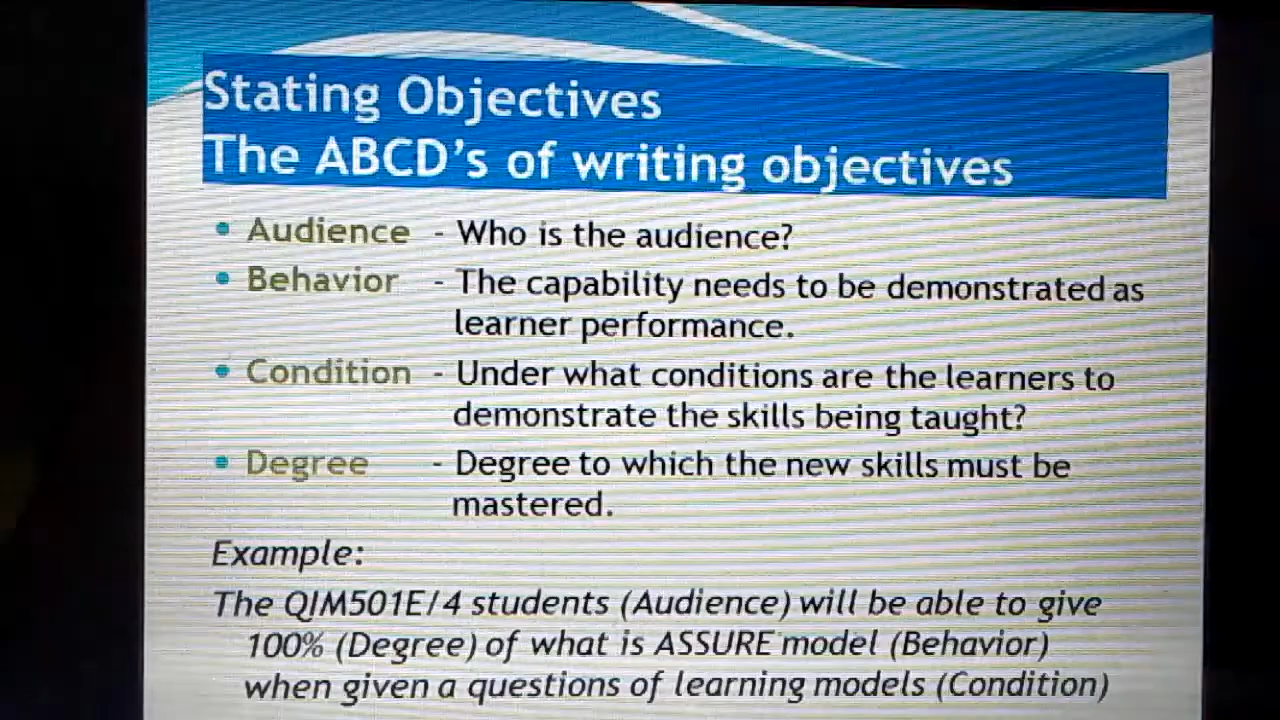 Stating Objectives
The ABCD's of writing objectives
• Audience - Who is the audience?
• Behavior - The capability needs to be demonstrated as
learner performance.
• Condition - Under what conditions are the learners to
demonstrate the skills being taught?
• Degree - Degree to which the new skills must be
mastered.
Example:
The QIM501E/4 students (Audience) will be able to give
100% (Degree) of what is ASSURE model (Behavior)
when given a questions of learning models (Condition)